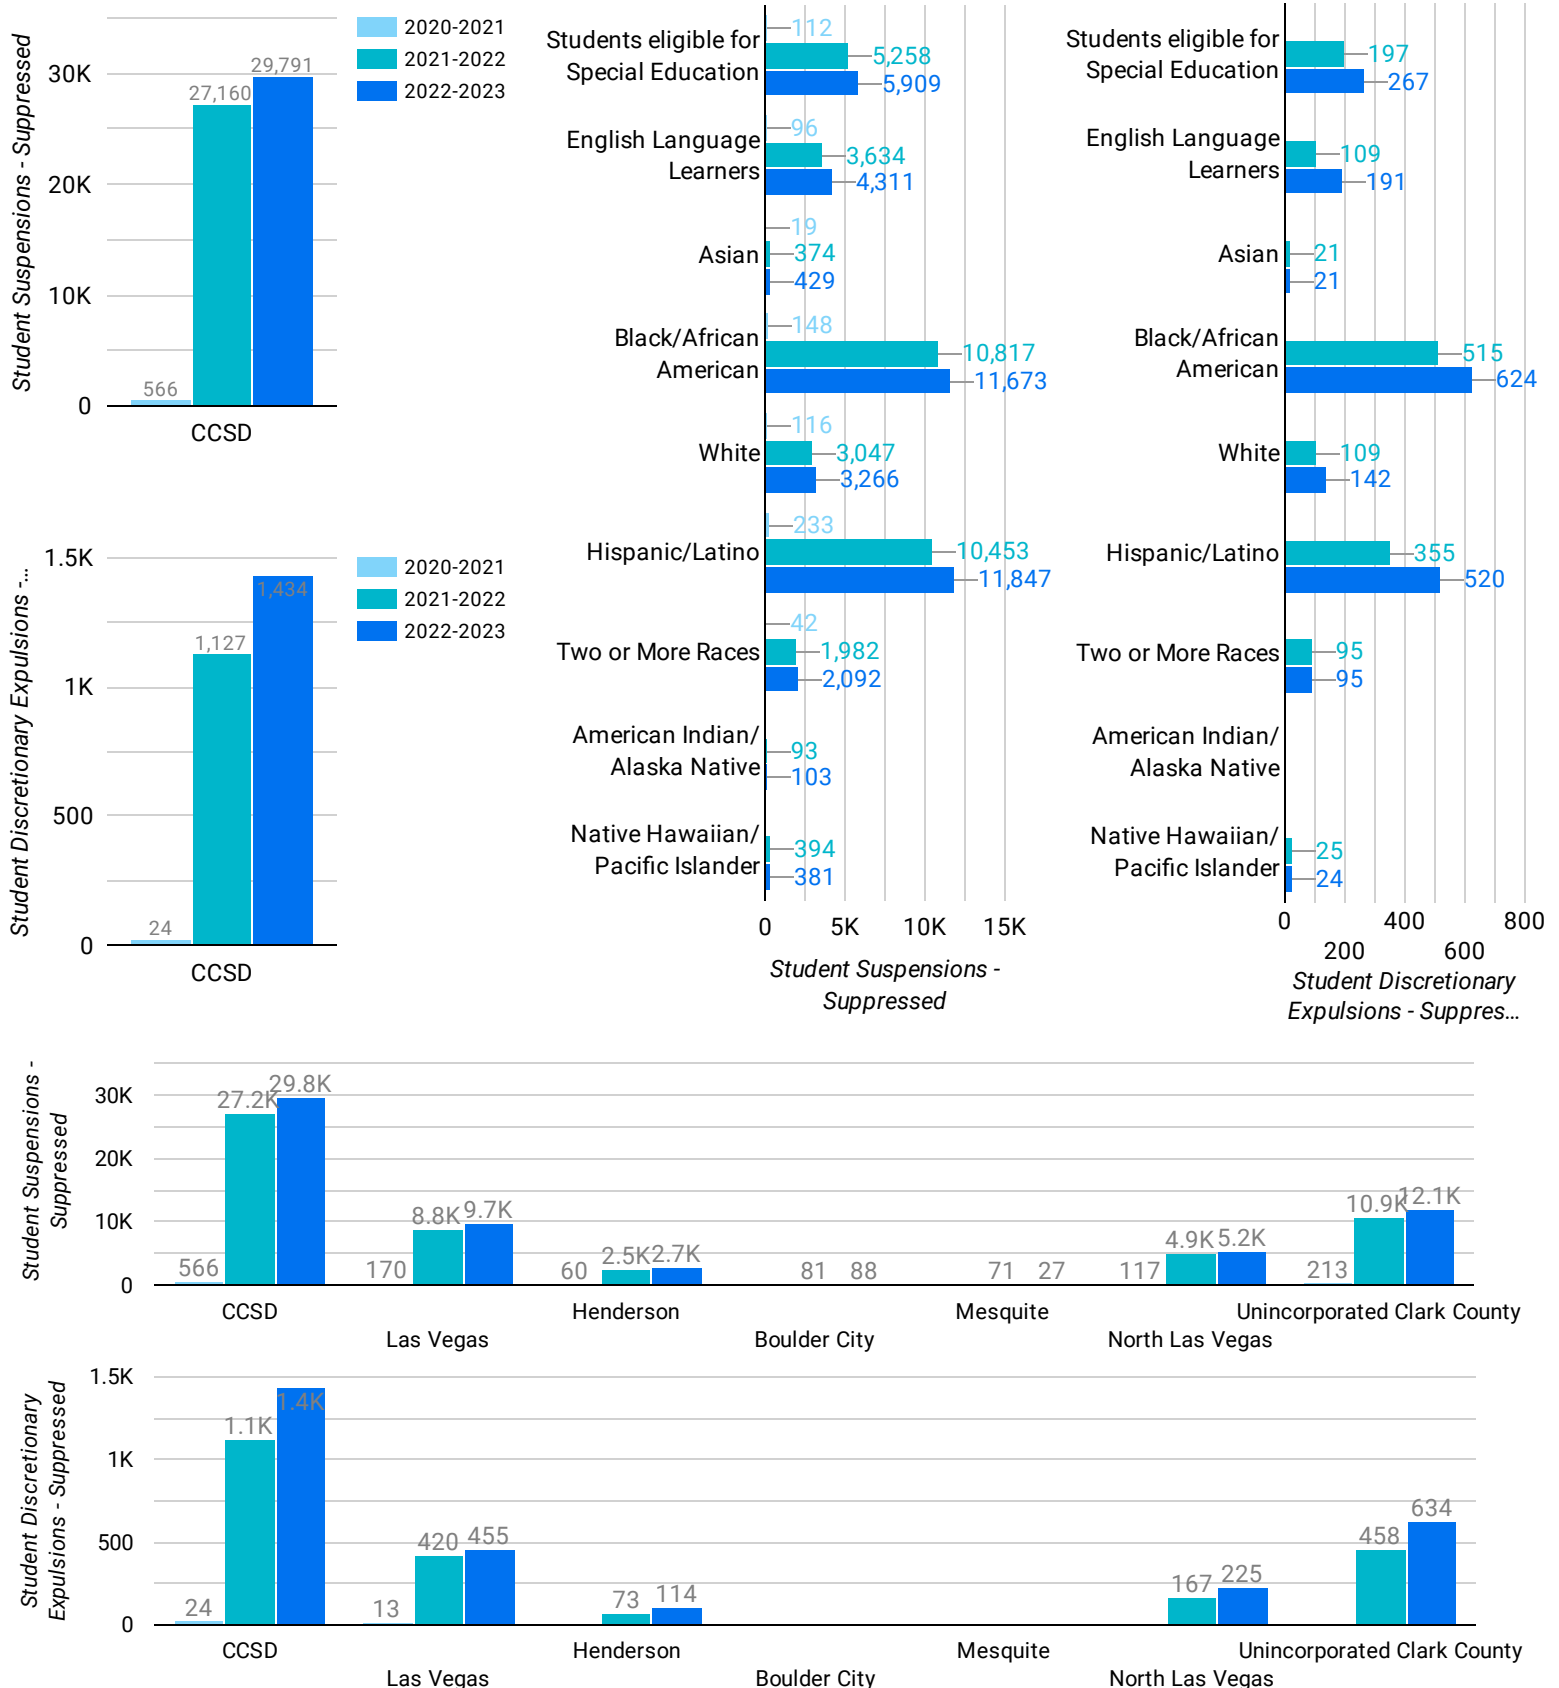 Student Suspensions - Suppressed
30K
20K
10K
0
566
27,160
29,791
CCSD
2020-2021
2021-2022
2022-2023
Student Discretionary Expulsions -...
1.5K
1K
500
0
24
1,127
1,434
CCSD
2020-2021
2021-2022
2022-2023
Students eligible for
Special Education
112
5,258
5,909
English Language
Learners
96
3,634
4,311
Asian
19
374
429
Black/African
American
148
10,817
11,673
White
116
3,047
3,266
Hispanic/Latino
233
10,453
11,847
Two or More Races
42
1,982
2,092
American Indian/
Alaska Native
93
103
Native Hawaiian/
Pacific Islander
394
381
0 5K 10K 15K
Student Suspensions -
Suppressed
Students eligible for
Special Education
197
267
English Language
Learners
109
191
Asian
21
21
Black/African
American
515
624
White
109
142
Hispanic/Latino
355
520
Two or More Races
95
95
American Indian/
Alaska Native
Native Hawaiian/
Pacific Islander
25
24
0 400 800
200 600
Student Discretionary
Expulsions - Suppres...
Student Suspensions -
Suppressed
30K
20K
10K
0
566 27.2K 29.8K
170 8.8K 9.7K
60 2.5K 2.7K
81 88
71 27
117 4.9K 5.2K
213 10.9K 12.1K
CCSD Henderson Mesquite Unincorporated Clark County
Las Vegas Boulder City North Las Vegas
Student Discretionary
Expulsions - Suppressed
1.5K
1K
500
0
24 1.1K 1.4K
13 420 455
73 114
167 225
458 634
CCSD Henderson Mesquite Unincorporated Clark County
Las Vegas Boulder City North Las Vegas